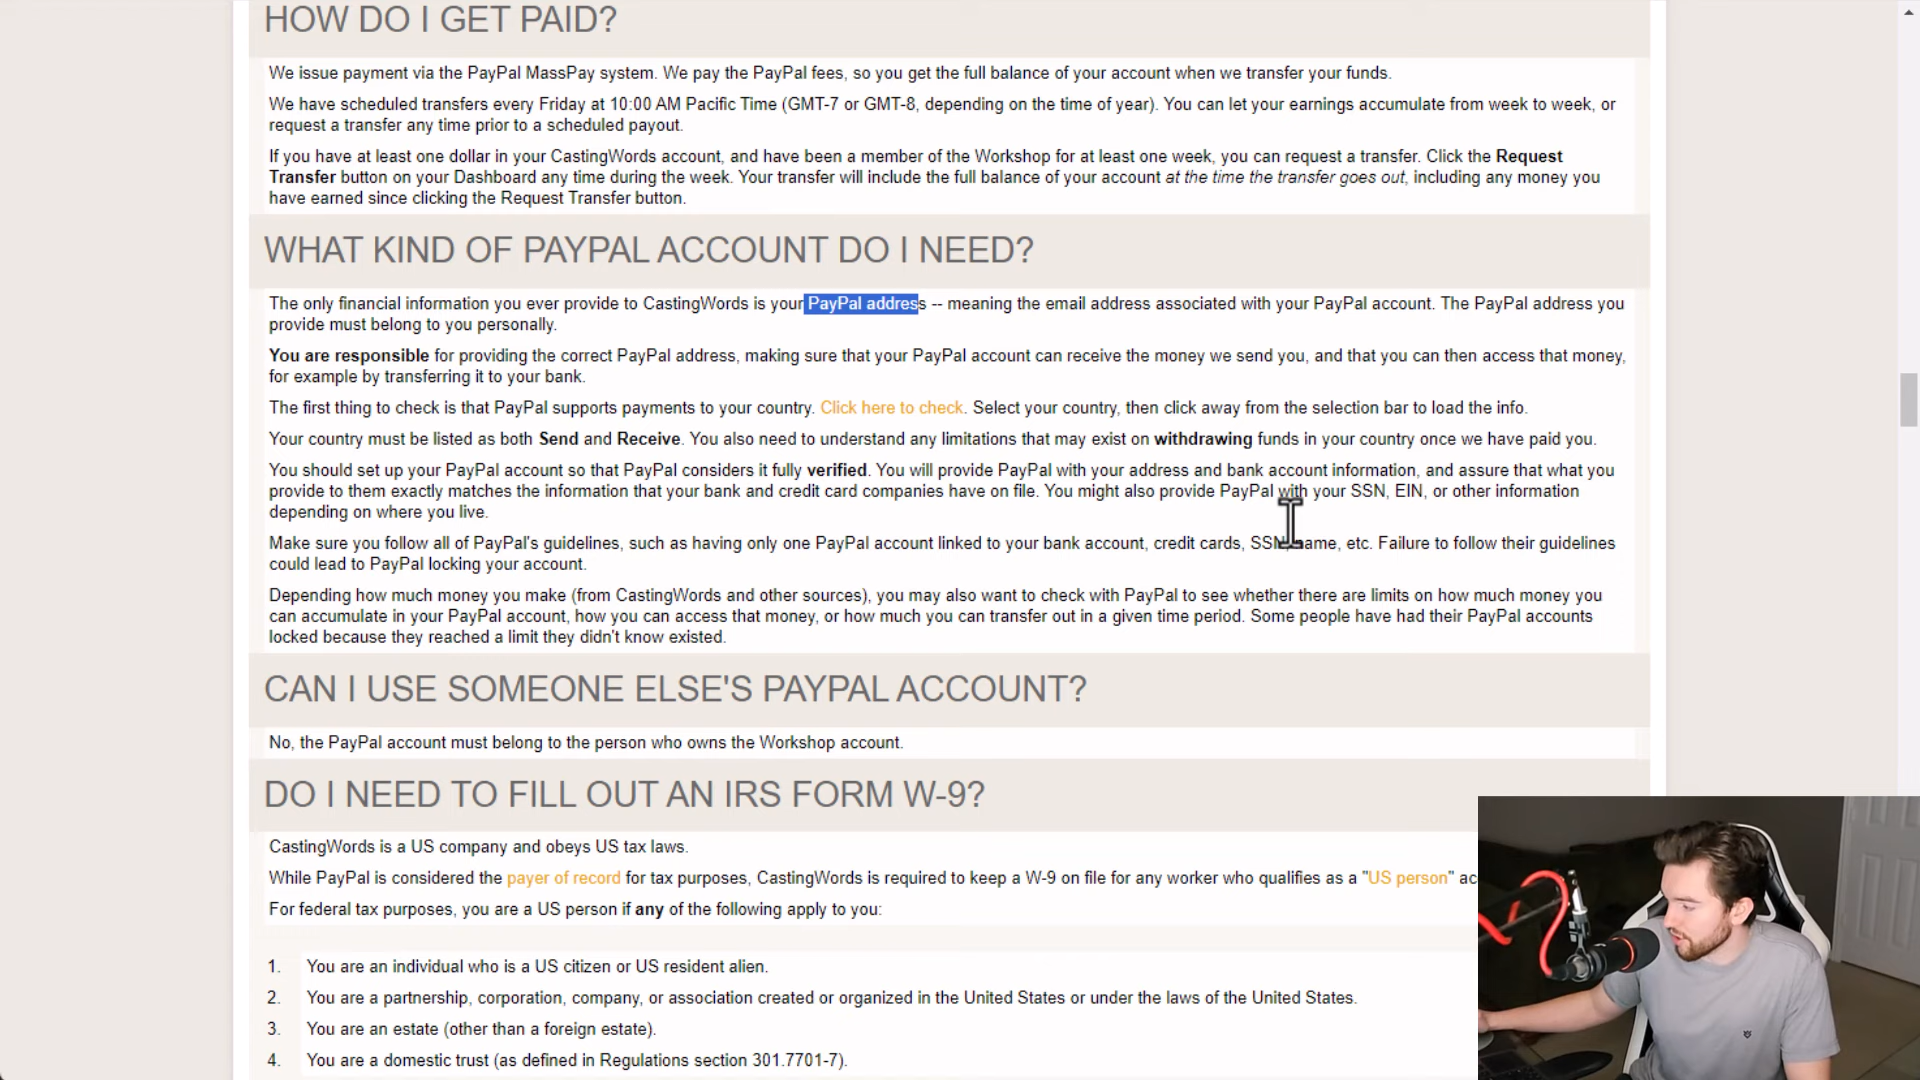 HOW DO I GET PAID?
We issue payment via the PayPal MassPay system. We pay the PayPal fees, so you get the full balance of your account when we transfer your funds.
We have scheduled transfers every Friday at 10:00 AM Pacific Time (GMT-7 or GMT-8, depending on the time of year). You can let your earnings accumulate from week to week, or
request a transfer any time prior to a scheduled payout.
If you have at least one dollar in your CastingWords account, and have been a member of the Workshop for at least one week, you can request a transfer. Click the Request
Transfer button on your Dashboard any time during the week. Your transfer will include the full balance of your account at the time the transfer goes out, including any money you
have earned since clicking the Request Transfer button.
WHAT KIND OF PAYPAL ACCOUNT DO I NEED?
The only financial information you ever provide to CastingWords is your PayPal address -- meaning the email address associated with your PayPal account. The PayPal address you
provide must belong to you personally.
You are responsible for providing the correct PayPal address, making sure that your PayPal account can receive the money we send you, and that you can then access that money,
for example by transferring it to your bank.
The first thing to check is that PayPal supports payments to your country. Click here to check. Select your country, then click away from the selection bar to load the info.
Your country must be listed as both Send and Receive. You also need to understand any limitations that may exist on withdrawing funds in your country once we have paid you.
You should set up your PayPal account so that PayPal considers it fully verified. You will provide PayPal with your address and bank account information, and assure that what you
provide to them exactly matches the information that your bank and credit card companies have on file. You might also provide PayPal with your SSN, EIN, or other information
depending on where you live.
Make sure you follow all of PayPal's guidelines, such as having only one PayPal account linked to your bank account, credit cards, SSN, name, etc. Failure to follow their guidelines
could lead to PayPal locking your account.
Depending how much money you make (from CastingWords and other sources), you may also want to check with PayPal to see whether there are limits on how much money you
can accumulate in your PayPal account, how you can access that money, or how much you can transfer out in a given time period. Some people have had their PayPal accounts
locked because they reached a limit they didn't know existed.
CAN I USE SOMEONE ELSE'S PAYPAL ACCOUNT?
No, the PayPal account must belong to the person who owns the Workshop account.
DO I NEED TO FILL OUT AN IRS FORM W-9?
CastingWords is a US company and obeys US tax laws.
While PayPal is considered the payer of record for tax purposes, CastingWords is required to keep a W-9 on file for any worker who qualifies as a "US person" ac
For federal tax purposes, you are a US person if any of the following apply to you:
1. You are an individual who is a US citizen or US resident alien.
2. You are a partnership, corporation, company, or association created or organized in the United States or under the laws of the United States.
3. You are an estate (other than a foreign estate).
4. You are a domestic trust (as defined in Regulations section 301.7701-7).